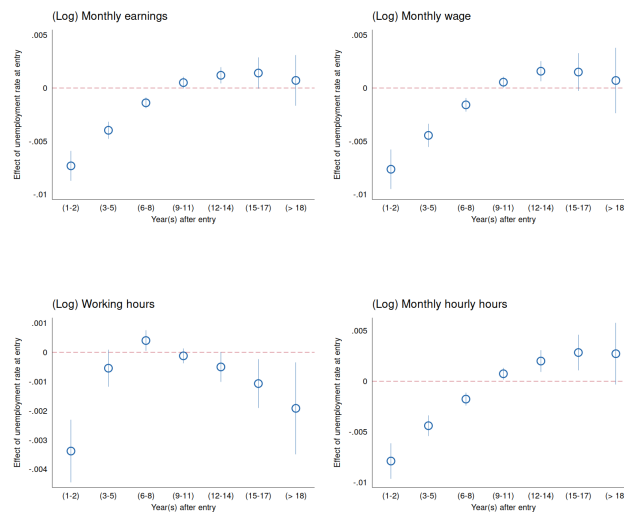 (Log) Monthly earnings
Effect of unemployment rate at entry
.005
0
-.005
-.01
(1-2) (3-5) (6-8) (9-11) (12-14) (15-17) (> 18)
Year(s) after entry
(Log) Monthly wage
Effect of unemployment rate at entry
.005
0
-.005
-.01
(1-2) (3-5) (6-8) (9-11) (12-14) (15-17) (> 18
Year(s) after entry
(Log) Working hours
Effect of unemployment rate at entry
.001
0
-.001
-.002
-.003
-.004
(1-2) (3-5) (6-8) (9-11) (12-14) (15-17) (> 18)
Year(s) after entry
(Log) Monthly hourly hours
Effect of unemployment rate at entry
.005
0
-.005
-.01
(1-2) (3-5) (6-8) (9-11) (12-14) (15-17) (> 18
Year(s) after entry